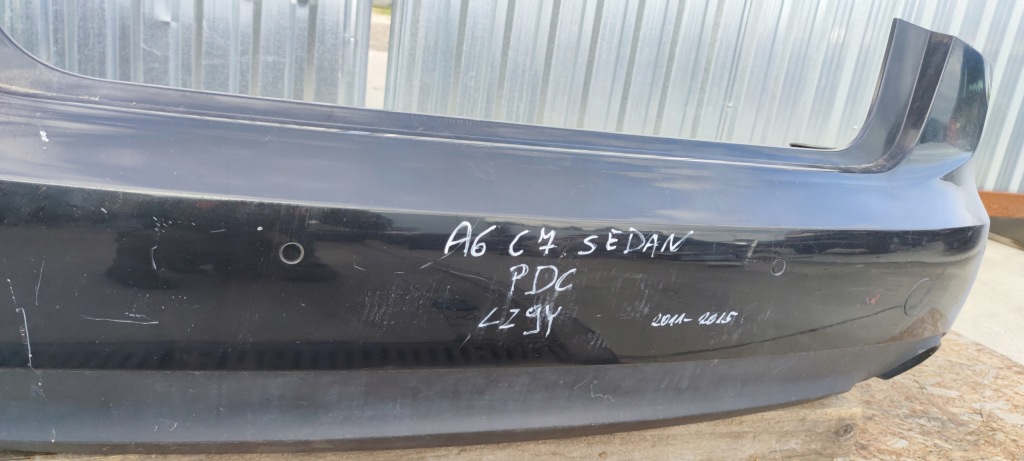 A6 C7 SEDAN
PDC
LZ9Y
2011-2015